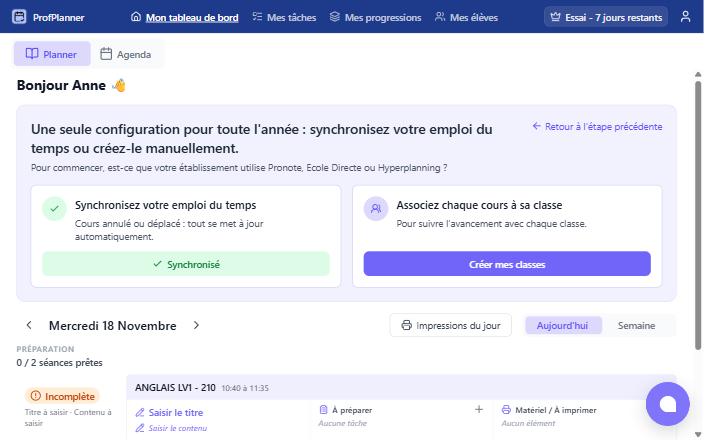 ProfPlanner
Mon tableau de bord
Mes tâches
Mes progressions
Mes élèves
Essai - 7 jours restants
Planner
Agenda
Bonjour Anne 👋
Une seule configuration pour toute l'année : synchronisez votre emploi du
temps ou créez-le manuellement.
Retour à l'étape précédente
Pour commencer, est-ce que votre établissement utilise Pronote, Ecole Directe ou Hyperplanning ?
Synchronisez votre emploi du temps
Cours annulé ou déplacé : tout se met à jour
automatiquement.
Synchronisé
Associez chaque cours à sa classe
Pour suivre l'avancement avec chaque classe.
Créer mes classes
Mercredi 18 Novembre
Impressions du jour
Aujourd'hui
Semaine
PRÉPARATION
0 / 2 séances prêtes
Incomplète
Titre à saisir · Contenu à
saisir
ANGLAIS LV1 - 210 10:40 à 11:35
Saisir le titre
Saisir le contenu
À préparer
Aucune tâche
Matériel / À imprimer
Aucun élément